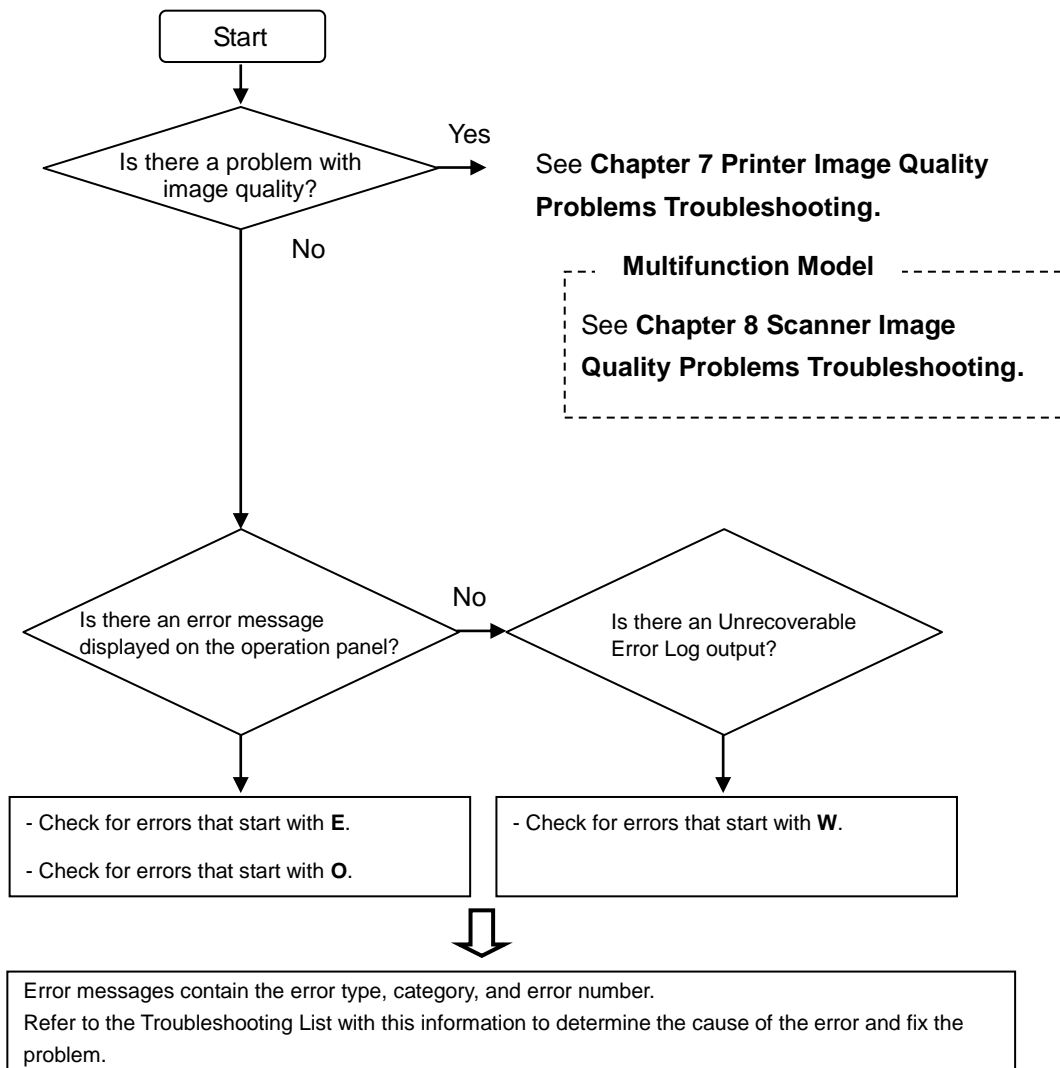 Start
Is there a problem with
image quality?
Yes
See Chapter 7 Printer Image Quality
Problems Troubleshooting.
No
Multifunction Model
See Chapter 8 Scanner Image
Quality Problems Troubleshooting.
Is there an error message
displayed on the operation panel?
No
Is there an Unrecoverable
Error Log output?
- Check for errors that start with E.
- Check for errors that start with O.
- Check for errors that start with W.
Error messages contain the error type, category, and error number.
Refer to the Troubleshooting List with this information to determine the cause of the error and fix the
problem.